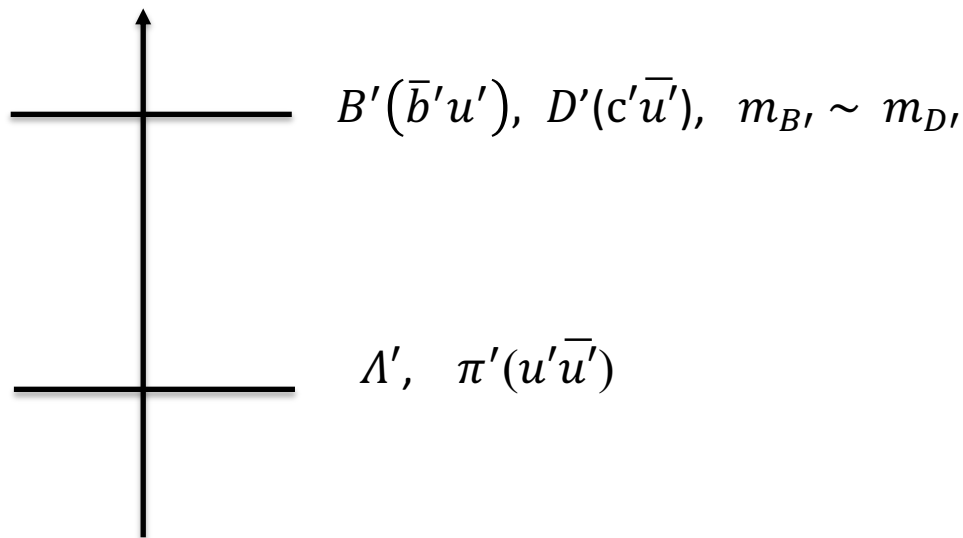 B′(b̅′u′), D’(c′u̅′), m_B′ ~ m_D′
Λ′, π′(u′u̅′)